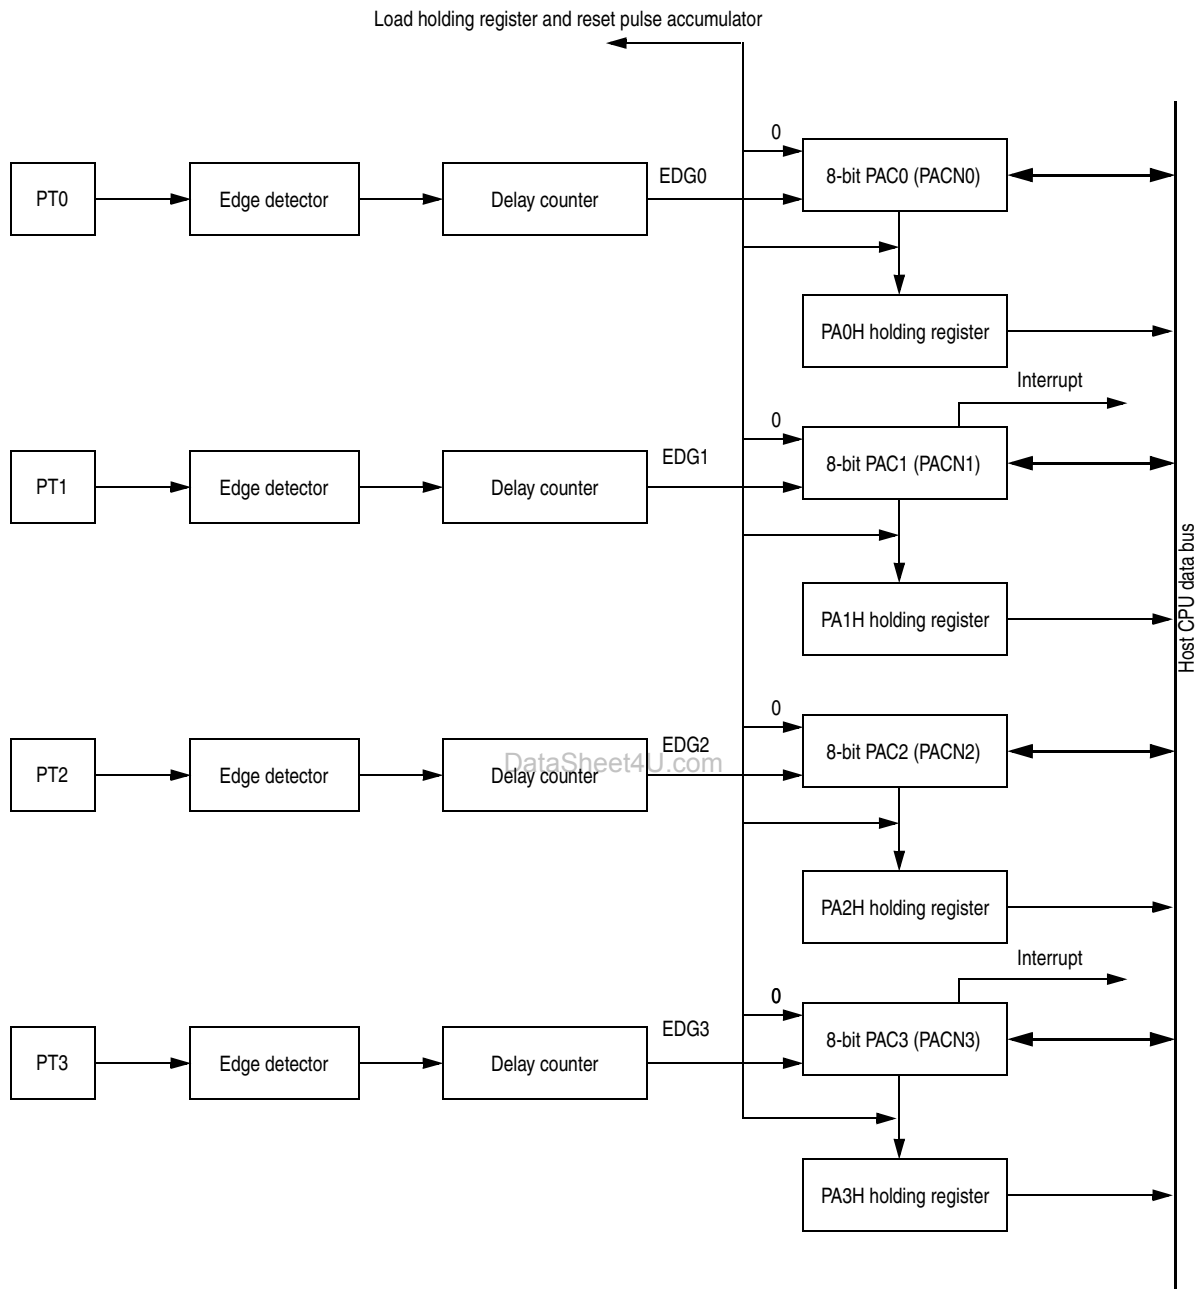 Load holding register and reset pulse accumulator
0
EDG0
PT0
Edge detector
Delay counter
8-bit PAC0 (PACN0)
PA0H holding register
Interrupt
0
EDG1
PT1
Edge detector
Delay counter
8-bit PAC1 (PACN1)
PA1H holding register
Host CPU data bus
0
EDG2
PT2
Edge detector
Delay counter
8-bit PAC2 (PACN2)
DataSheet4U.com
PA2H holding register
Interrupt
0
EDG3
PT3
Edge detector
Delay counter
8-bit PAC3 (PACN3)
PA3H holding register